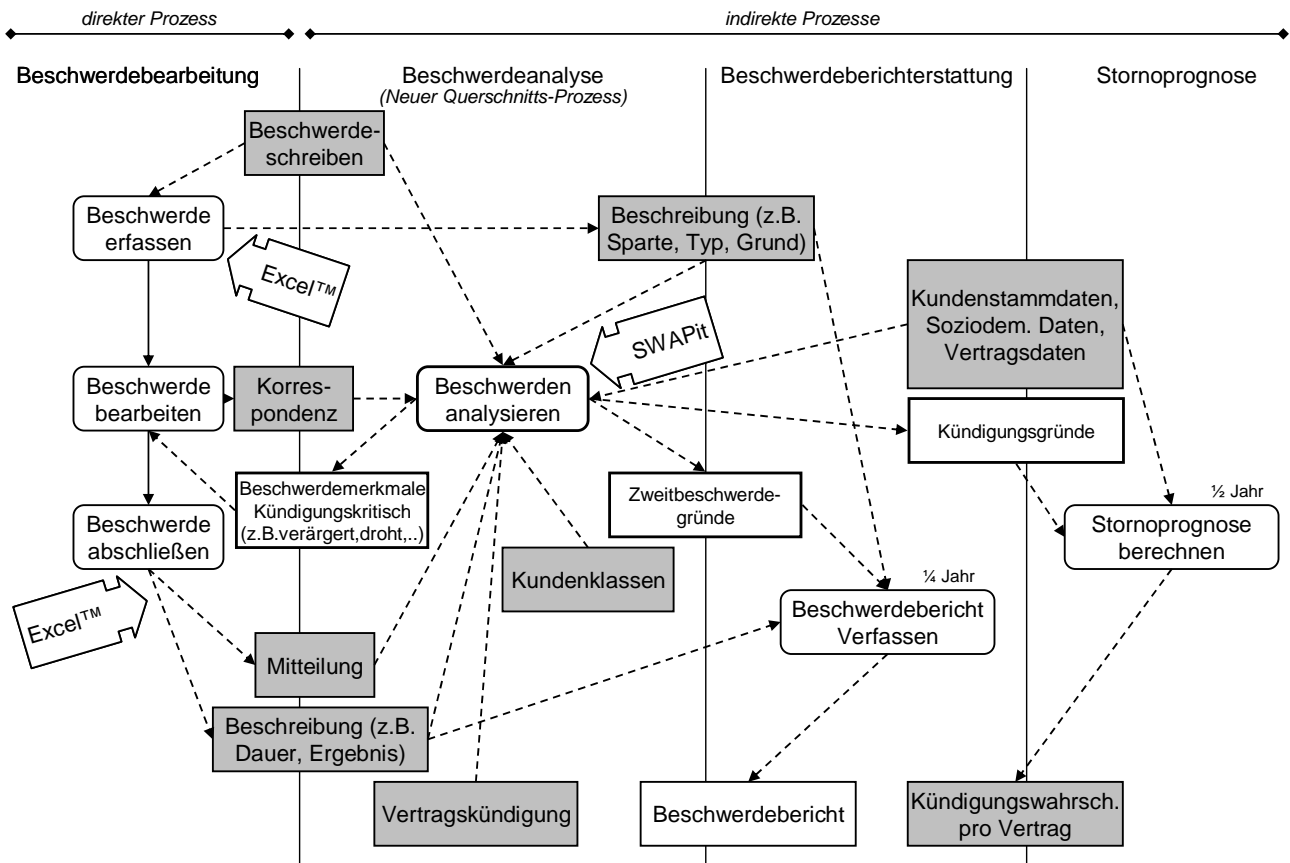 direkter Prozess
indirekte Prozesse
Beschwerdebearbeitung
Beschwerdeanalyse
(Neuer Querschnitts-Prozess)
Beschwerdeberichterstattung
Stornoprognose
Beschwerde-
schreiben
Beschwerde
erfassen
Beschreibung (z.B.
Sparte, Typ, Grund)
Excel™
Kundenstammdaten,
Soziodem. Daten,
Vertragsdaten
SWAPit
Beschwerde
bearbeiten
Korres-
pondenz
Beschwerden
analysieren
Kündigungsgründe
Beschwerdemerkmale
Kündigungskritisch
(z.B.verärgert,droht,..)
Zweitbeschwerde-
gründe
½ Jahr
Beschwerde
abschließen
Stornoprognose
berechnen
Kundenklassen
¼ Jahr
Beschwerdebericht
Verfassen
Excel™
Mitteilung
Beschreibung (z.B.
Dauer, Ergebnis)
Vertragskündigung
Beschwerdebericht
Kündigungswahrsch.
pro Vertrag